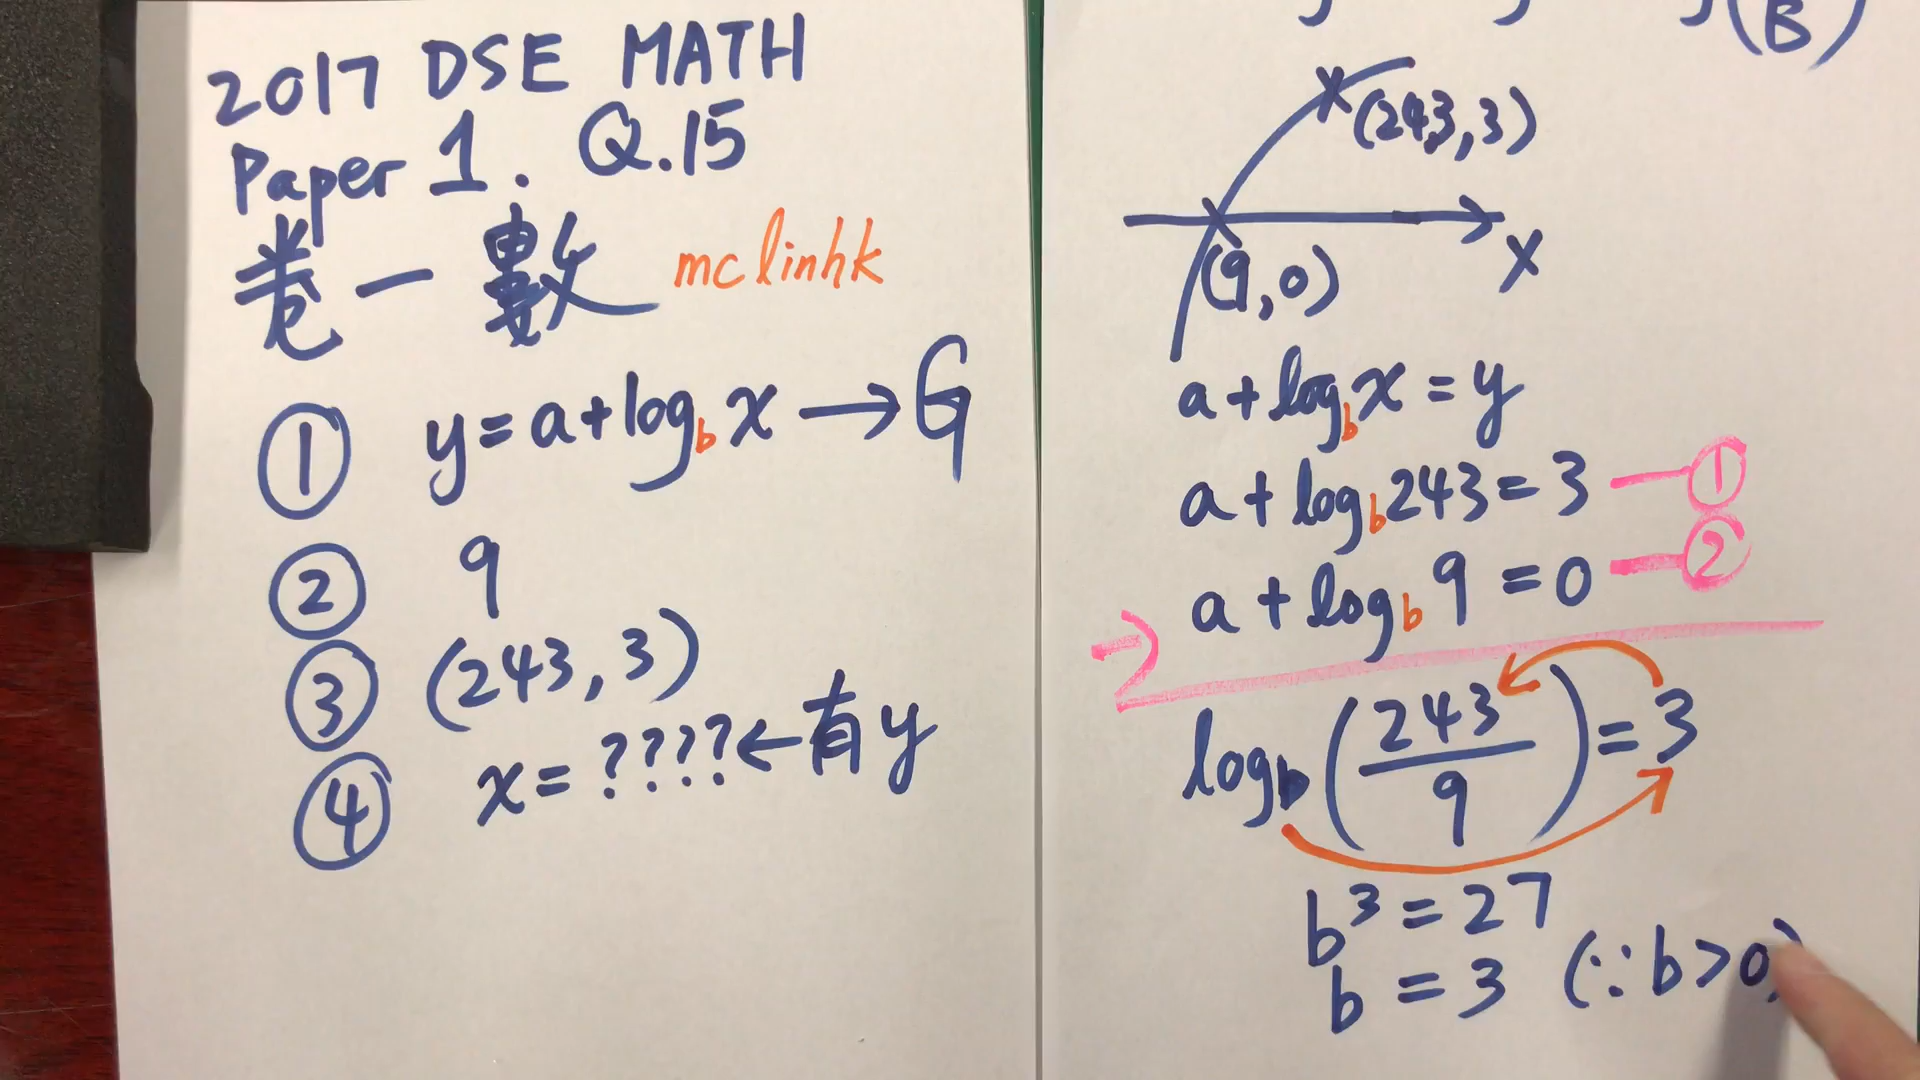 2017 DSE MATH
Paper 1. Q.15
卷一 數 mclinhk
① y=a+log_b x → G
② 9
③ (243, 3)
④ x=????←有y
(B)
(243,3)
x
(9,0)
a+log_b x=y
a+log_b 243=3 —①
a+log_b 9=0 —②
log_b (243/9)=3
b³=27
b=3 (∵b>0)